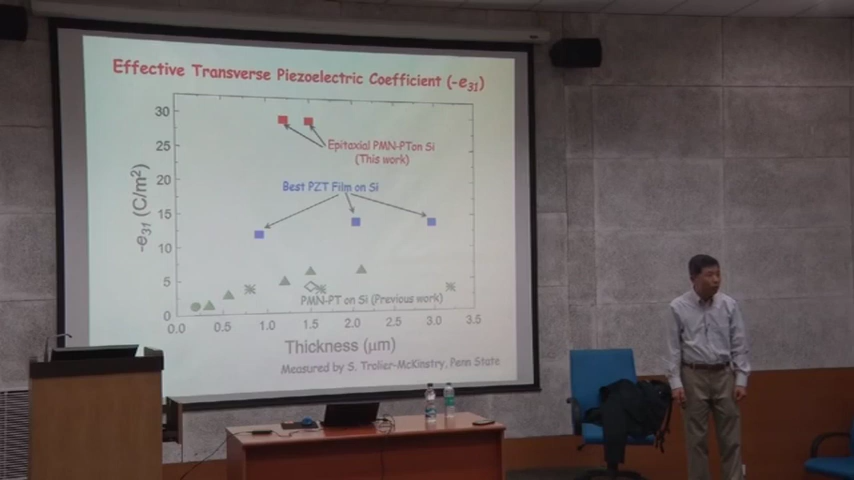 Effective Transverse Piezoelectric Coefficient (-e31)
30
25
20
15
10
5
0
-e31 (C/m²)
Epitaxial PMN-PTon Si
(This work)
Best PZT Film on Si
PMN-PT on Si (Previous work)
0.0 0.5 1.0 1.5 2.0 2.5 3.0 3.5
Thickness (μm)
Measured by S. Trolier-McKinstry, Penn State